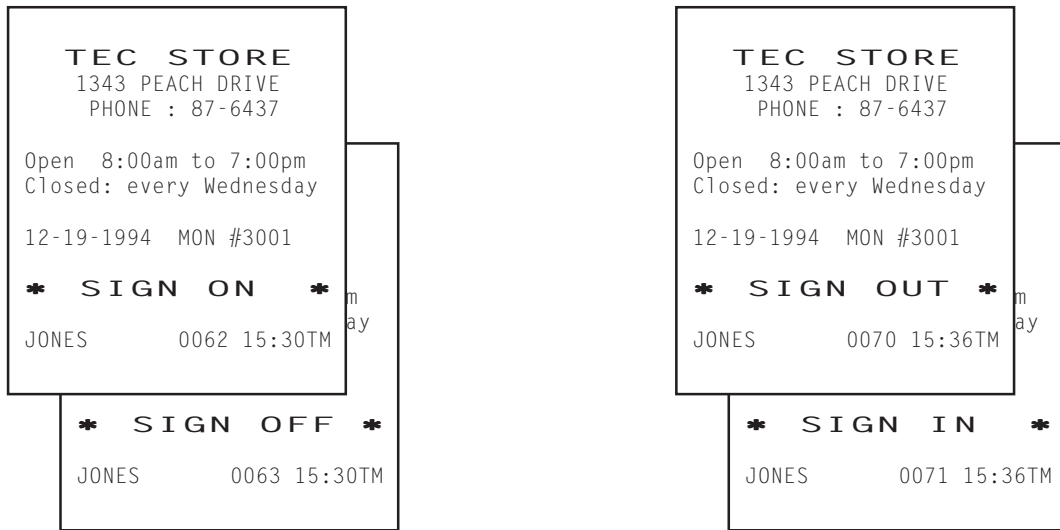 TEC STORE
1343 PEACH DRIVE
PHONE : 87-6437
Open 8:00am to 7:00pm
Closed: every Wednesday
12-19-1994 MON #3001
* SIGN ON *
JONES 0062 15:30TM
m
ay
* SIGN OFF *
JONES 0063 15:30TM
TEC STORE
1343 PEACH DRIVE
PHONE : 87-6437
Open 8:00am to 7:00pm
Closed: every Wednesday
12-19-1994 MON #3001
* SIGN OUT *
JONES 0070 15:36TM
m
ay
* SIGN IN *
JONES 0071 15:36TM